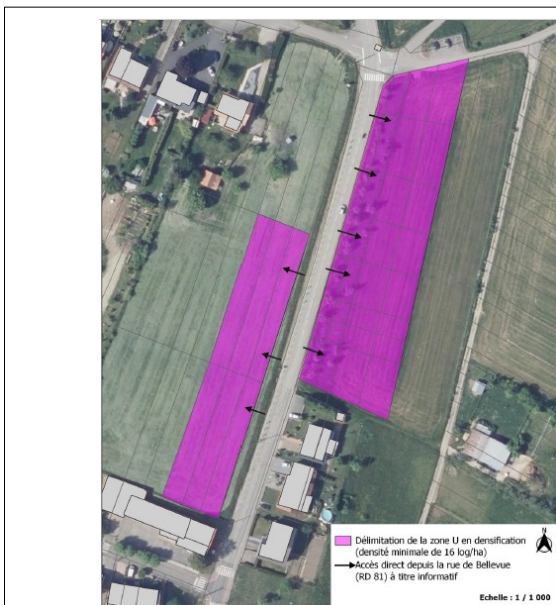 N
Délimitation de la zone U en densification
(densité minimale de 16 log/ha)
Accès direct depuis la rue de Bellevue
(RD 81) à titre informatif
Echelle : 1 / 1 000